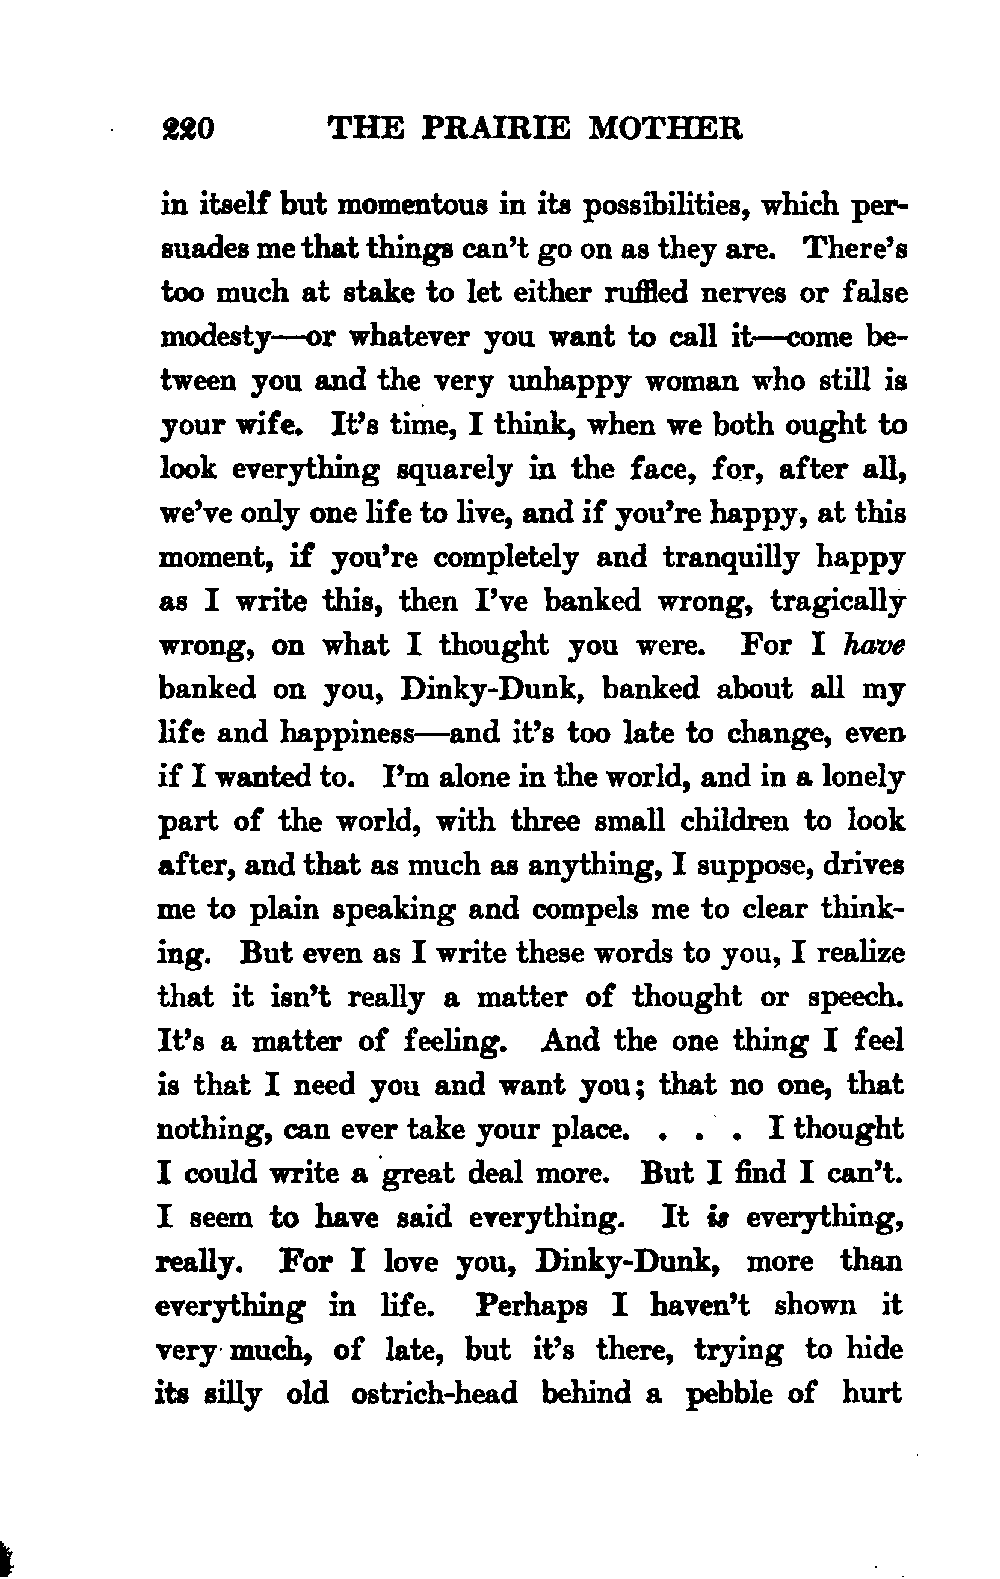 220 THE PRAIRIE MOTHER
in itself but momentous in its possibilities, which per-
suades me that things can't go on as they are. There's
too much at stake to let either ruffled nerves or false
modesty—or whatever you want to call it—come be-
tween you and the very unhappy woman who still is
your wife. It's time, I think, when we both ought to
look everything squarely in the face, for, after all,
we've only one life to live, and if you're happy, at this
moment, if you're completely and tranquilly happy
as I write this, then I've banked wrong, tragically
wrong, on what I thought you were. For I have
banked on you, Dinky-Dunk, banked about all my
life and happiness—and it's too late to change, even
if I wanted to. I'm alone in the world, and in a lonely
part of the world, with three small children to look
after, and that as much as anything, I suppose, drives
me to plain speaking and compels me to clear think-
ing. But even as I write these words to you, I realize
that it isn't really a matter of thought or speech.
It's a matter of feeling. And the one thing I feel
is that I need you and want you; that no one, that
nothing, can ever take your place. . . . I thought
I could write a great deal more. But I find I can't.
I seem to have said everything. It is everything,
really. For I love you, Dinky-Dunk, more than
everything in life. Perhaps I haven't shown it
very much, of late, but it's there, trying to hide
its silly old ostrich-head behind a pebble of hurt